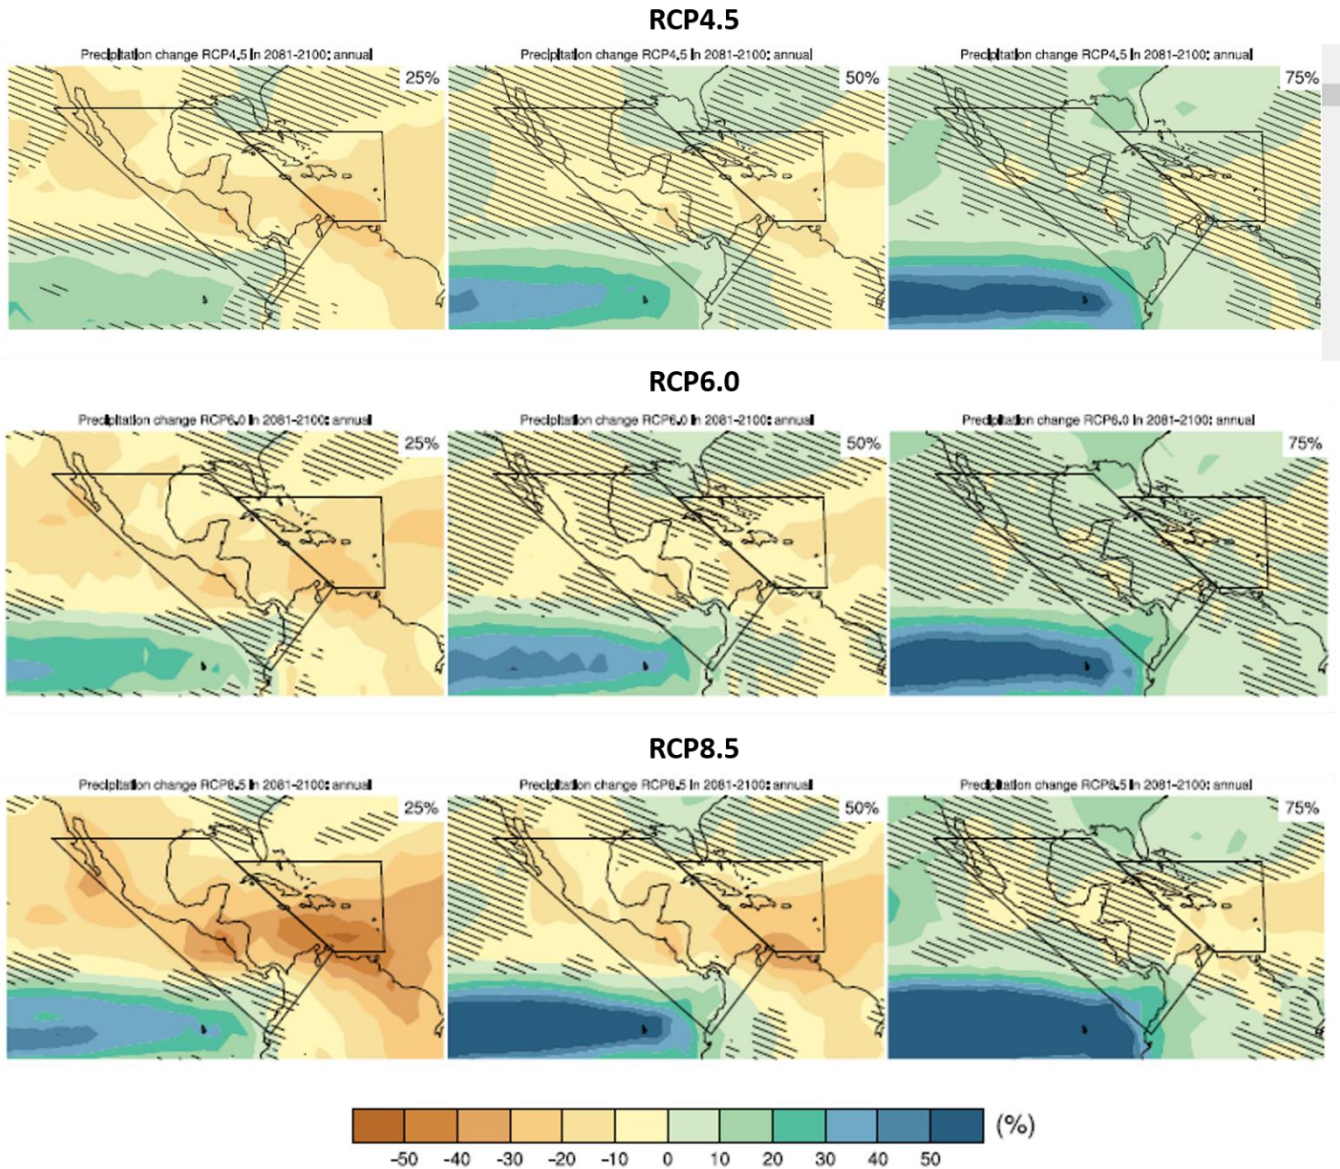 RCP4.5
Precipitation change RCP4.5 in 2081-2100: annual
25%
Precipitation change RCP4.5 in 2081-2100: annual
50%
Precipitation change RCP4.5 in 2081-2100: annual
75%
RCP6.0
Precipitation change RCP6.0 in 2081-2100: annual
25%
Precipitation change RCP6.0 in 2081-2100: annual
50%
Precipitation change RCP6.0 in 2081-2100: annual
75%
RCP8.5
Precipitation change RCP8.5 in 2081-2100: annual
25%
Precipitation change RCP8.5 in 2081-2100: annual
50%
Precipitation change RCP8.5 in 2081-2100: annual
75%
(%)
-50 -40 -30 -20 -10 0 10 20 30 40 50